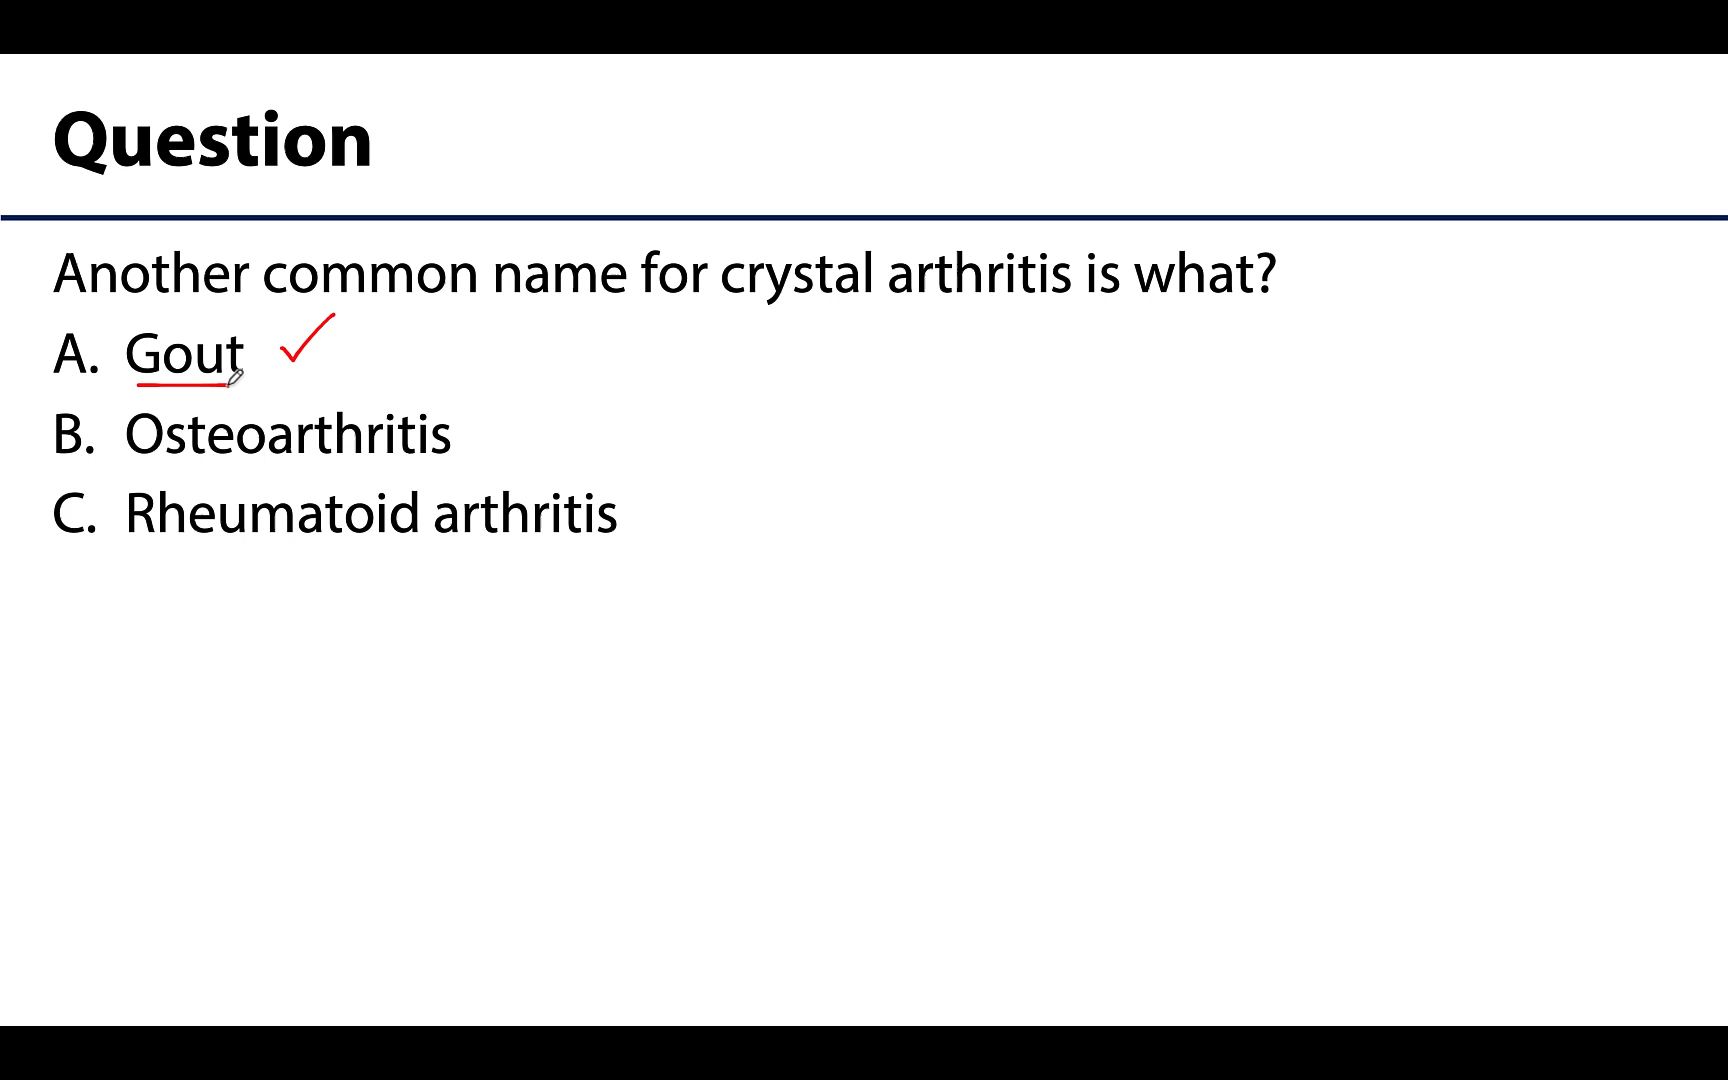 Question
Another common name for crystal arthritis is what?
A. Gout
B. Osteoarthritis
C. Rheumatoid arthritis